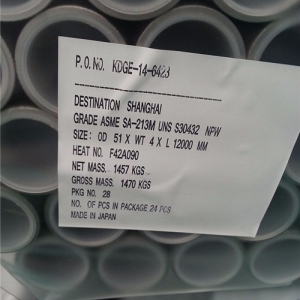 P.O.NO. KDGE-14-6428
DESTINATION SHANGHAI
GRADE ASME SA-213M UNS S30432 NPW
SIZE: OD 51 X WT 4 X L 12000 MM
HEAT NO. F42A090
NET MASS. 1457 KGS
GROSS MASS. 1470 KGS
PKG NO. 28
NO. OF PCS IN PACKAGE 24 PCS
MADE IN JAPAN